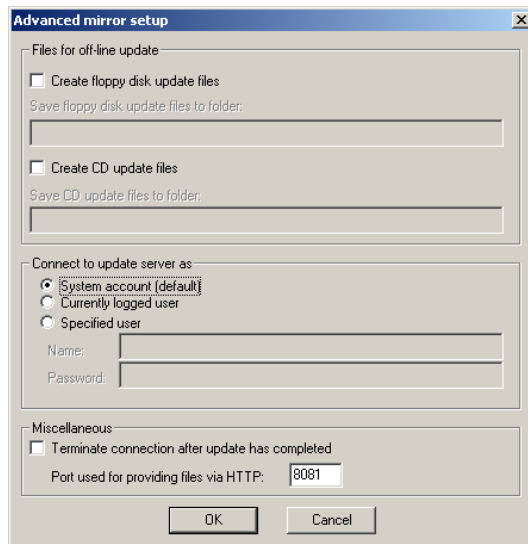 Advanced mirror setup
Files for off-line update
Create floppy disk update files
Save floppy disk update files to folder:
Create CD update files
Save CD update files to folder:
Connect to update server as
System account (default)
Currently logged user
Specified user
Name:
Password:
Miscellaneous
Terminate connection after update has completed
Port used for providing files via HTTP: 8081
OK Cancel